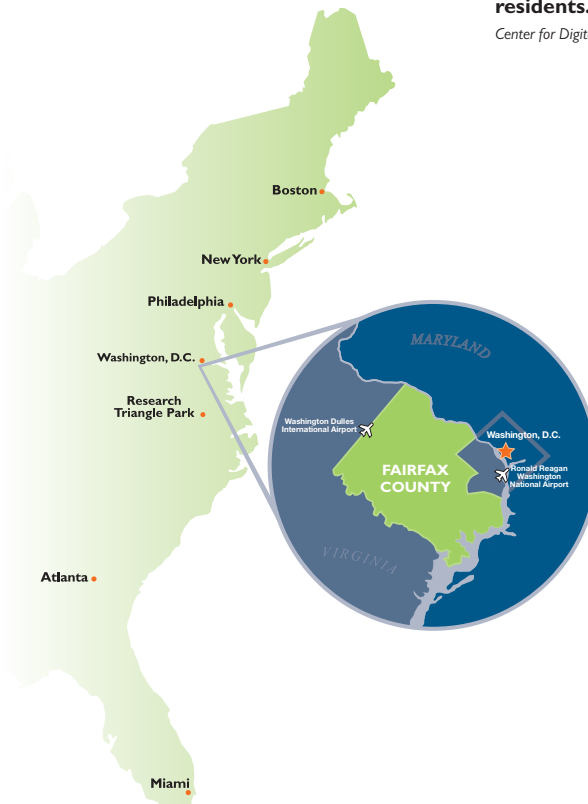 residents.
Center for Digit
Boston
New York
Philadelphia
Washington, D.C.
Research
Triangle Park
Atlanta
Miami
MARYLAND
Washington Dulles
International Airport
Washington, D.C.
FAIRFAX
COUNTY
Ronald Reagan
Washington
National Airport
VIRGINIA